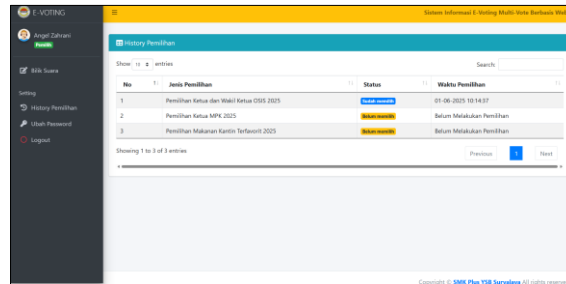 E-VOTING
Sistem Informasi E-Voting Multi-Vote Berbasis Web
Angel Zahrani
Pemilih
Bilik Suara
Setting
History Pemilihan
Ubah Password
Logout
History Pemilihan
Show 10 entries
Search:
No Jenis Pemilihan Status Waktu Pemilihan
1 Pemilihan Ketua dan Wakil Ketua OSIS 2025 Sudah memilih 01-06-2025 10:14:37
2 Pemilihan Ketua MPK 2025 Belum memilih Belum Melakukan Pemilihan
3 Pemilihan Makanan Kantin Terfavorit 2025 Belum memilih Belum Melakukan Pemilihan
Showing 1 to 3 of 3 entries
Previous 1 Next
Copyright © SMK Plus YSB Suryalaya All rights reserve